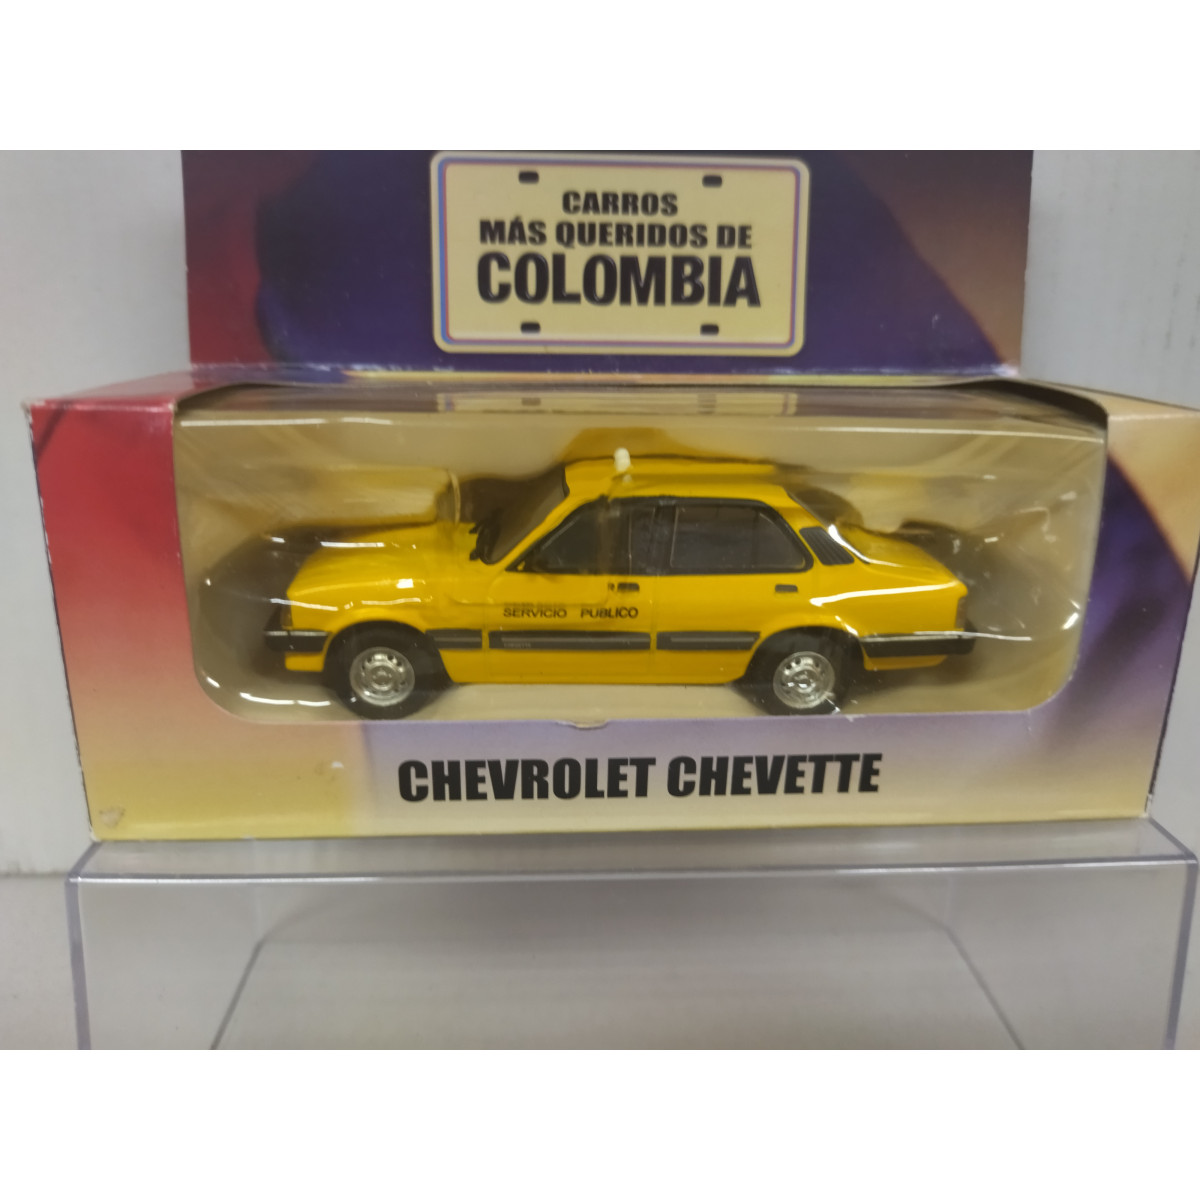 CARROS
MÁS QUERIDOS DE
COLOMBIA
SERVICIO PUBLICO
CHEVROLET CHEVETTE